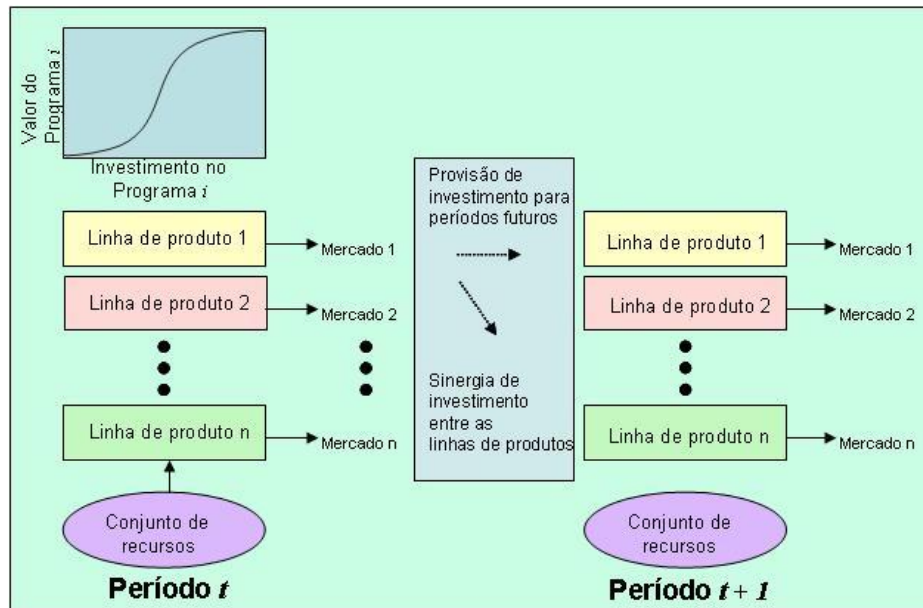 Valor do
Programa i
Investimento no
Programa i
Linha de produto 1
Mercado 1
Linha de produto 2
Mercado 2
Linha de produto n
Mercado n
Conjunto de
recursos
Período t
Provisão de
investimento para
períodos futuros
Sinergia de
investimento
entre as
linhas de produtos
Linha de produto 1
Mercado 1
Linha de produto 2
Mercado 2
Linha de produto n
Mercado n
Conjunto de
recursos
Período t + 1